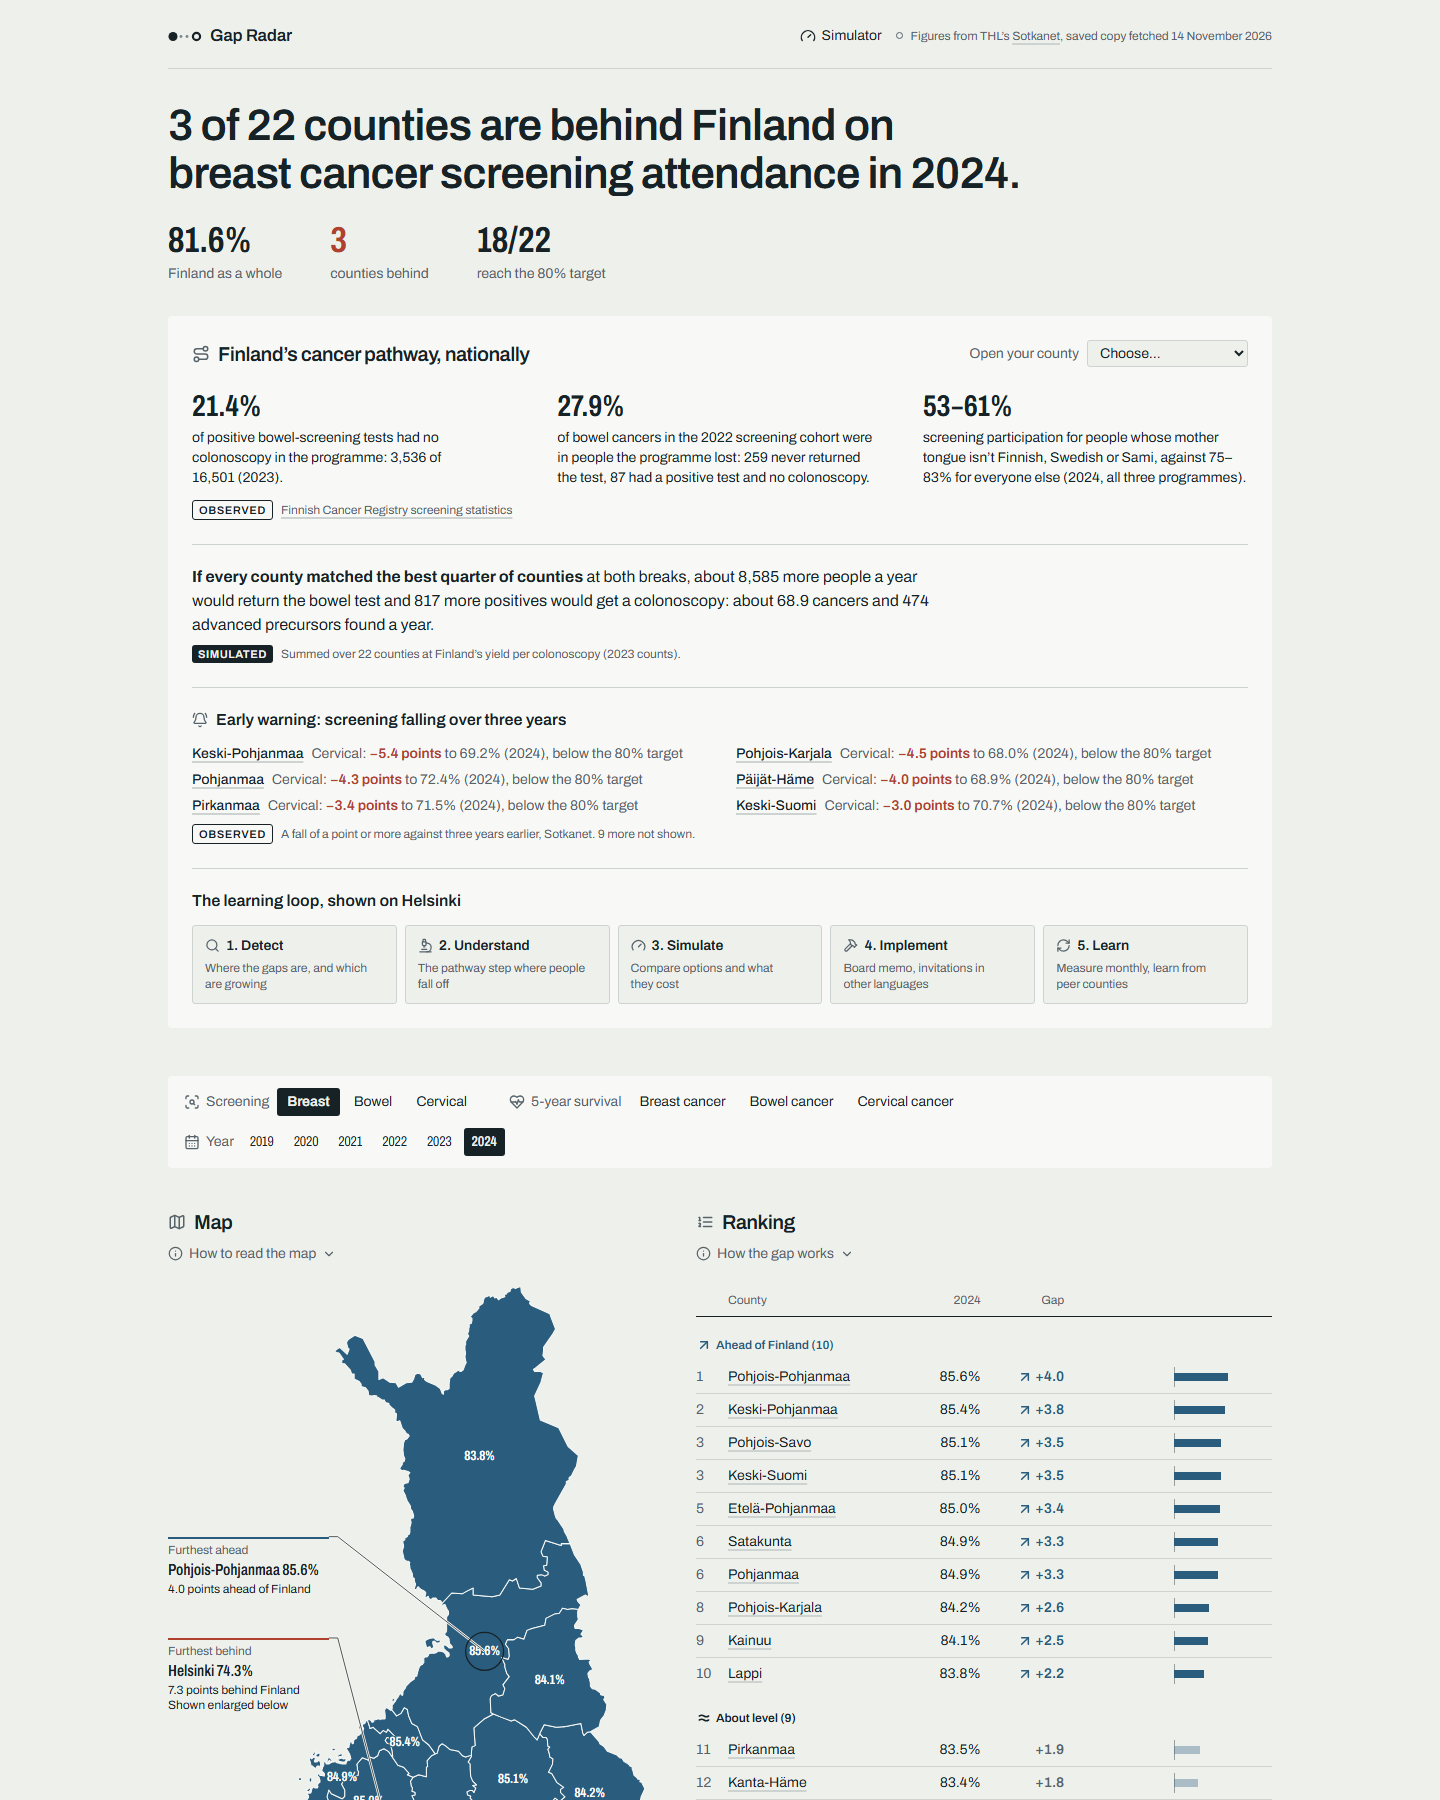 Gap Radar
Simulator
Figures from THL's Sotkanet, saved copy fetched 14 November 2026
3 of 22 counties are behind Finland on
breast cancer screening attendance in 2024.
81.6%
Finland as a whole
3
counties behind
18/22
reach the 80% target
Finland’s cancer pathway, nationally
Open your county
Choose...
21.4%
of positive bowel-screening tests had no
colonoscopy in the programme: 3,536 of
16,501 (2023).
27.9%
of bowel cancers in the 2022 screening cohort were
in people the programme lost: 259 never returned
the test, 87 had a positive test and no colonoscopy.
53–61%
screening participation for people whose mother
tongue isn’t Finnish, Swedish or Sami, against 75–
83% for everyone else (2024, all three programmes).
OBSERVED
Finnish Cancer Registry screening statistics
If every county matched the best quarter of counties at both breaks, about 8,585 more people a year
would return the bowel test and 817 more positives would get a colonoscopy: about 68.9 cancers and 474
advanced precursors found a year.
SIMULATED
Summed over 22 counties at Finland’s yield per colonoscopy (2023 counts).
Early warning: screening falling over three years
Keski-Pohjanmaa Cervical: −5.4 points to 69.2% (2024), below the 80% target
Pohjois-Karjala Cervical: −4.5 points to 68.0% (2024), below the 80% target
Pohjanmaa Cervical: −4.3 points to 72.4% (2024), below the 80% target
Päijät-Häme Cervical: −4.0 points to 68.9% (2024), below the 80% target
Pirkanmaa Cervical: −3.4 points to 71.5% (2024), below the 80% target
Keski-Suomi Cervical: −3.0 points to 70.7% (2024), below the 80% target
OBSERVED
A fall of a point or more against three years earlier, Sotkanet. 9 more not shown.
The learning loop, shown on Helsinki
1. Detect
Where the gaps are, and which
are growing
2. Understand
The pathway step where people
fall off
3. Simulate
Compare options and what
they cost
4. Implement
Board memo, invitations in
other languages
5. Learn
Measure monthly, learn from
peer counties
Screening Breast Bowel Cervical
5-year survival Breast cancer Bowel cancer Cervical cancer
Year 2019 2020 2021 2022 2023 2024
Map
How to read the map
83.8%
Furthest ahead
Pohjois-Pohjanmaa 85.6%
4.0 points ahead of Finland
85.6%
Furthest behind
Helsinki 74.3%
7.3 points behind Finland
Shown enlarged below
84.1%
85.4%
84.9%
85.1%
84.2%
85.0%
Ranking
How the gap works
County 2024 Gap
Ahead of Finland (10)
1 Pohjois-Pohjanmaa 85.6% +4.0
2 Keski-Pohjanmaa 85.4% +3.8
3 Pohjois-Savo 85.1% +3.5
3 Keski-Suomi 85.1% +3.5
5 Etelä-Pohjanmaa 85.0% +3.4
6 Satakunta 84.9% +3.3
6 Pohjanmaa 84.9% +3.3
8 Pohjois-Karjala 84.2% +2.6
9 Kainuu 84.1% +2.5
10 Lappi 83.8% +2.2
About level (9)
11 Pirkanmaa 83.5% +1.9
12 Kanta-Häme 83.4% +1.8